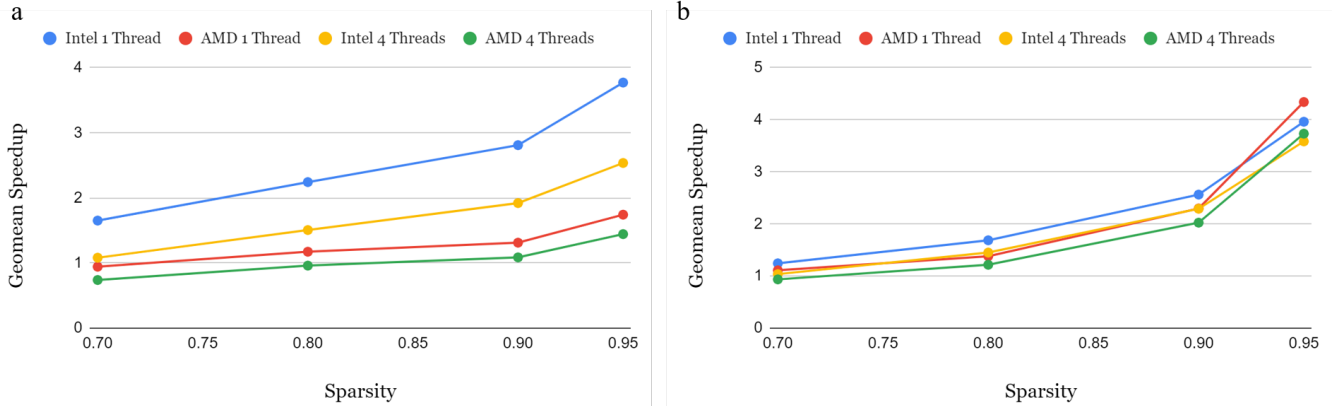 a
Intel 1 Thread AMD 1 Thread Intel 4 Threads AMD 4 Threads
4
3
2
1
0
0.70 0.75 0.80 0.85 0.90 0.95
Geomean Speedup
Sparsity
b
Intel 1 Thread AMD 1 Thread Intel 4 Threads AMD 4 Threads
5
4
3
2
1
0
0.70 0.75 0.80 0.85 0.90 0.95
Geomean Speedup
Sparsity